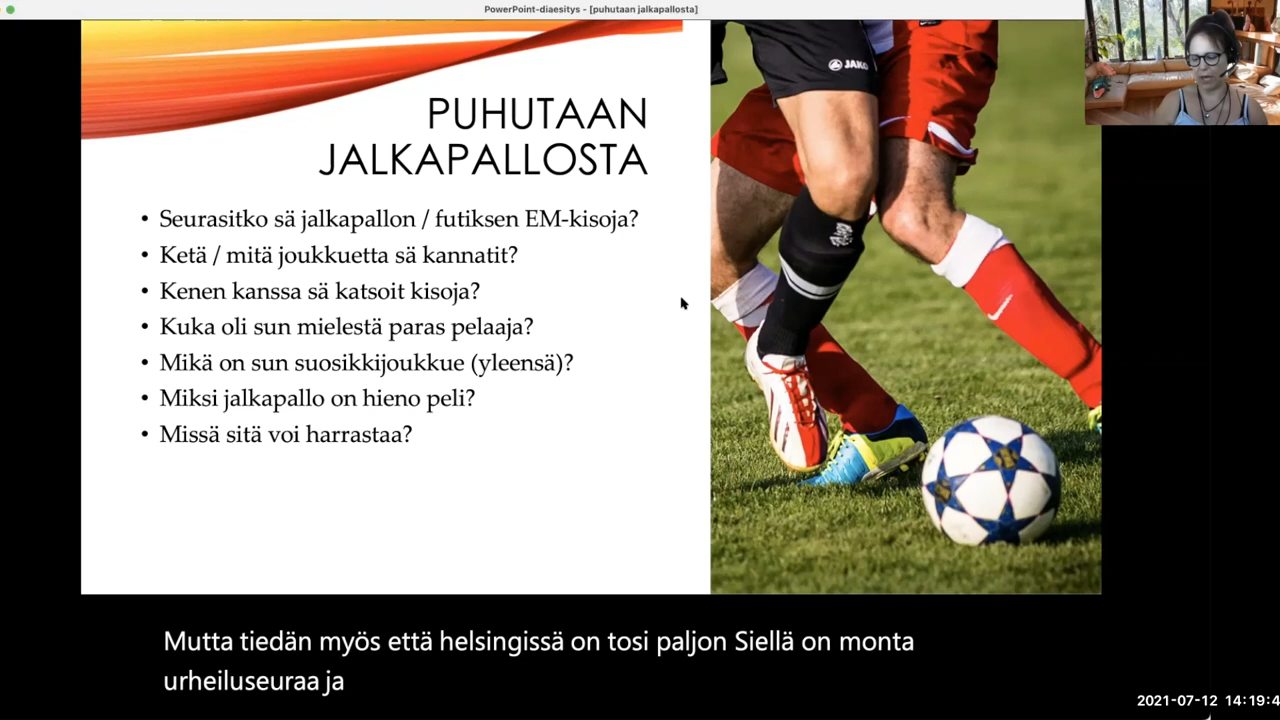 PowerPoint-diaesitys - [puhutaan jalkapallosta]
JAKO
PUHUTAAN
JALKAPALLOSTA
• Seurasitko sä jalkapallon / futiksen EM-kisoja?
• Ketä / mitä joukkuetta sä kannatit?
• Kenen kanssa sä katsoit kisoja?
• Kuka oli sun mielestä paras pelaaja?
• Mikä on sun suosikkijoukkue (yleensä)?
• Miksi jalkapallo on hieno peli?
• Missä sitä voi harrastaa?
Mutta tiedän myös että helsingissä on tosi paljon Siellä on monta
urheiluseuraa ja
2021-07-12 14:19:4